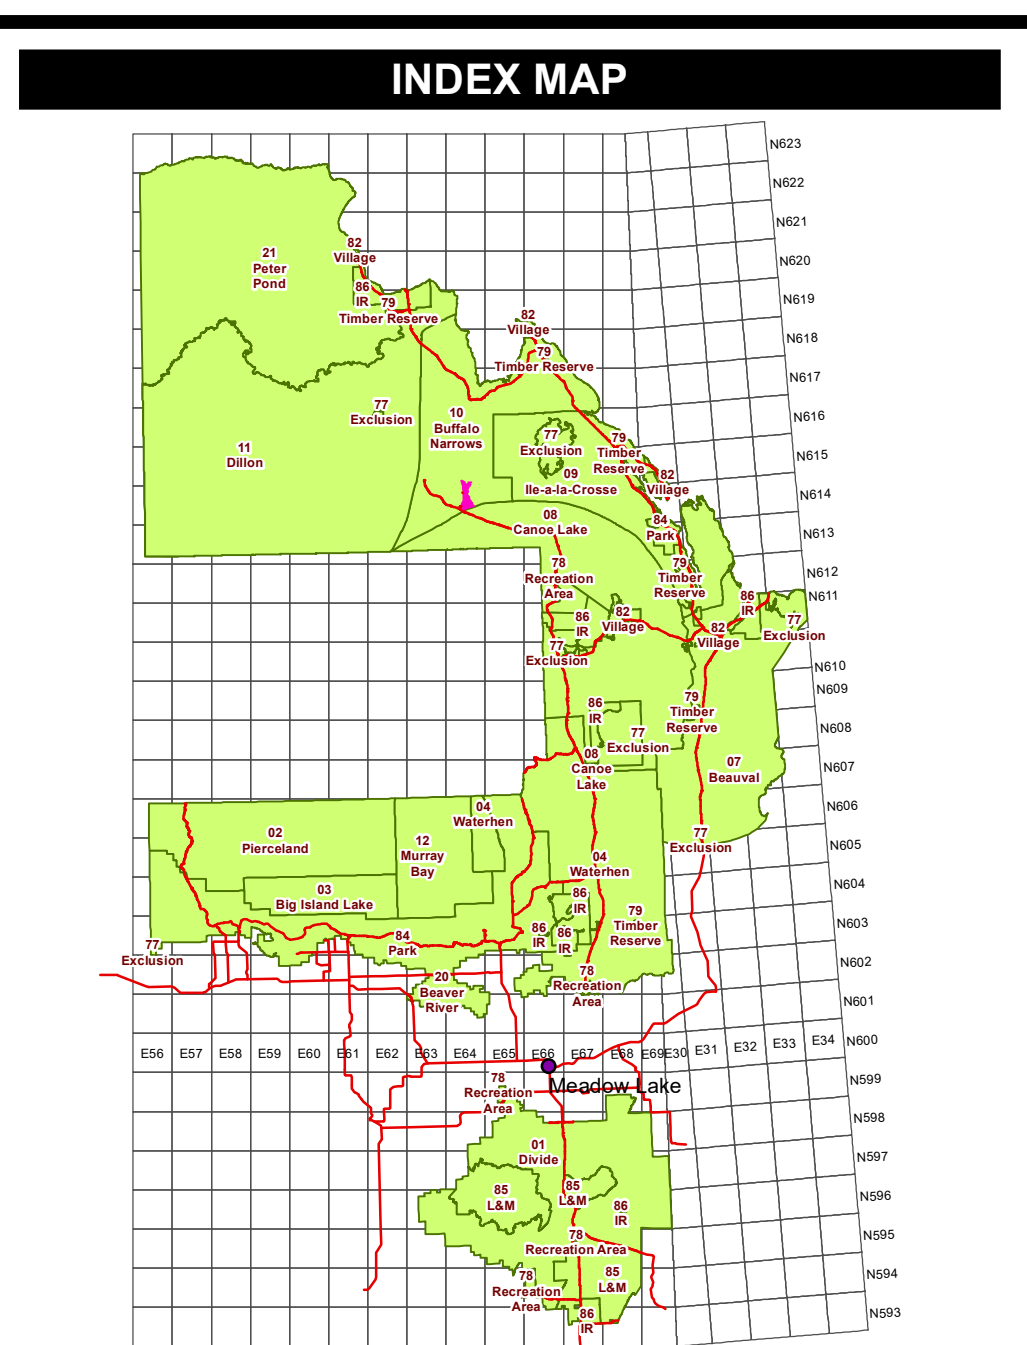 INDEX MAP
N623
N622
N621
N620
N619
N618
N617
N616
N615
N614
N613
N612
N611
N610
N609
N608
N607
N606
N605
N604
N603
N602
N601
N600
N599
N598
N597
N596
N595
N594
N593
21
Peter
Pond
82
Village
86
IR
79
Timber Reserve
82
Village
79
Timber Reserve
77
Exclusion
10
Buffalo
Narrows
11
Dillon
77
Exclusion
79
Timber
Reserve
09
Ile-a-la-Crosse
82
Village
08
Canoe Lake
84
Park
78
Recreation
Area
79
Timber
Reserve
86
IR
82
Village
86
IR
77
Exclusion
82
Village
77
Exclusion
86
IR
79
Timber
Reserve
77
Exclusion
08
Canoe
Lake
07
Beauval
04
Waterhen
02
Pierceland
12
Murray
Bay
77
Exclusion
04
Waterhen
03
Big Island Lake
86
IR
79
Timber
Reserve
86
IR
86
IR
84
Park
77
Exclusion
78
Recreation
Area
20
Beaver
River
E56 E57 E58 E59 E60 E61 E62 E63 E64 E65 E66 E67 E68 E69 E30 E31 E32 E33 E34
Meadow Lake
78
Recreation
Area
01
Divide
85
L&M
85
L&M
86
IR
78
Recreation Area
78
Recreation
Area
85
L&M
86
IR